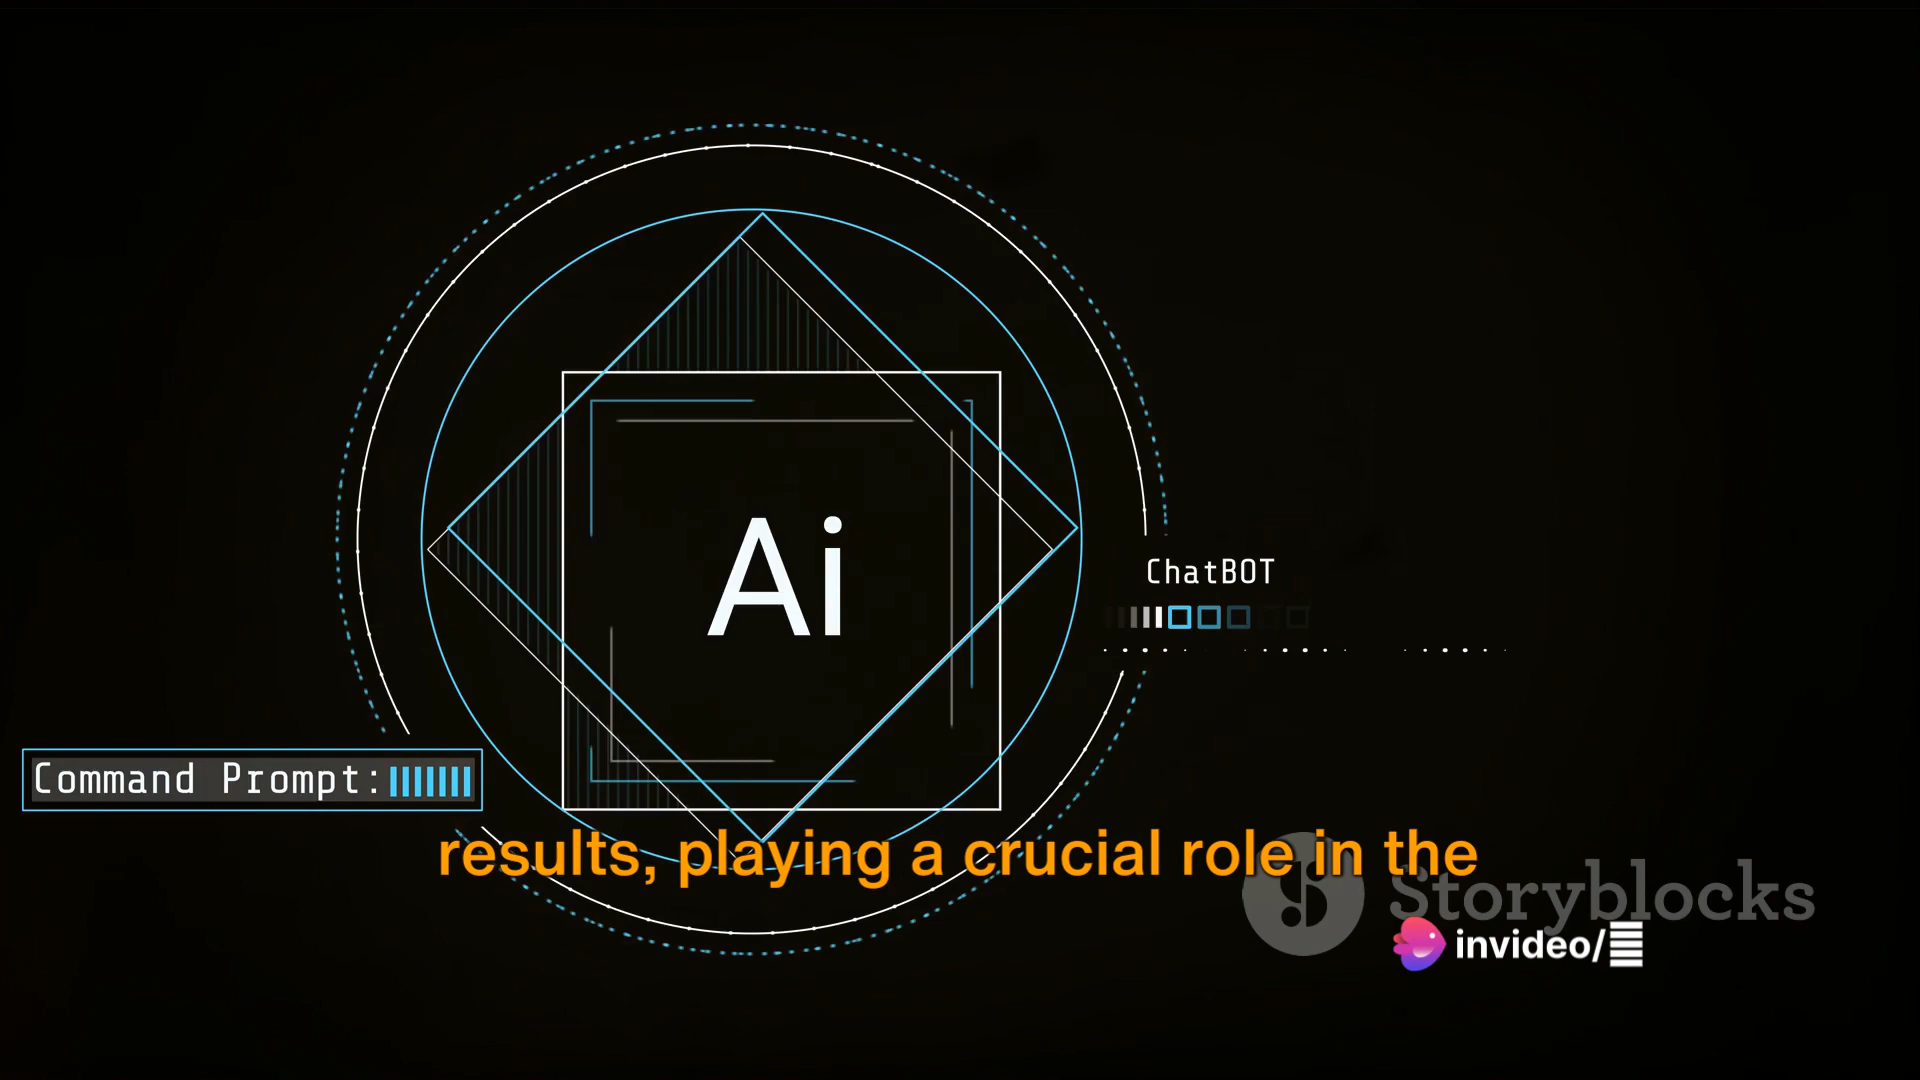 Ai
ChatBOT
Command Prompt:
results, playing a crucial role in the
Storyblocks
invideo/